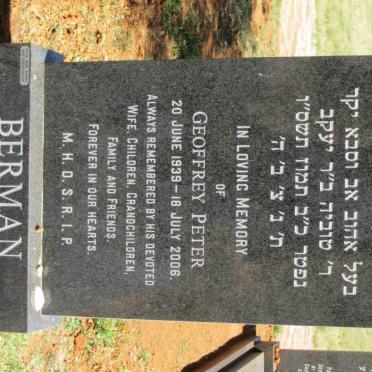 בעל אהוב אב וסבא יקר
ר׳ טוביה ב״ר יעקב
נפטר כ״ב תמוז תשס״ו
ת׳ נ׳ צ׳ ב׳ ה׳
IN LOVING MEMORY
OF
GEOFFREY PETER
20 JUNE 1939 – 18 JULY 2006.
ALWAYS REMEMBERED BY HIS DEVOTED
WIFE, CHILDREN, GRANDCHILDREN,
FAMILY AND FRIENDS.
FOREVER IN OUR HEARTS.
M. H. D. S. R. I. P.
BERMAN